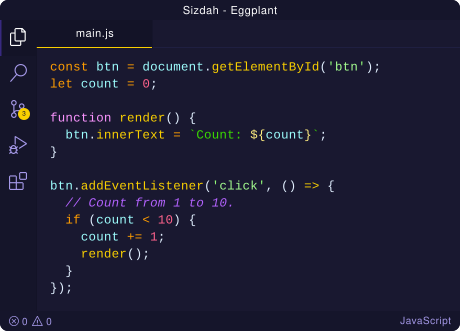 Sizdah - Eggplant
main.js
const btn = document.getElementById('btn');
let count = 0;
function render() {
  btn.innerText = `Count: ${count}`;
}
btn.addEventListener('click', () => {
  // Count from 1 to 10.
  if (count < 10) {
    count += 1;
    render();
  }
});
3
0 0
JavaScript